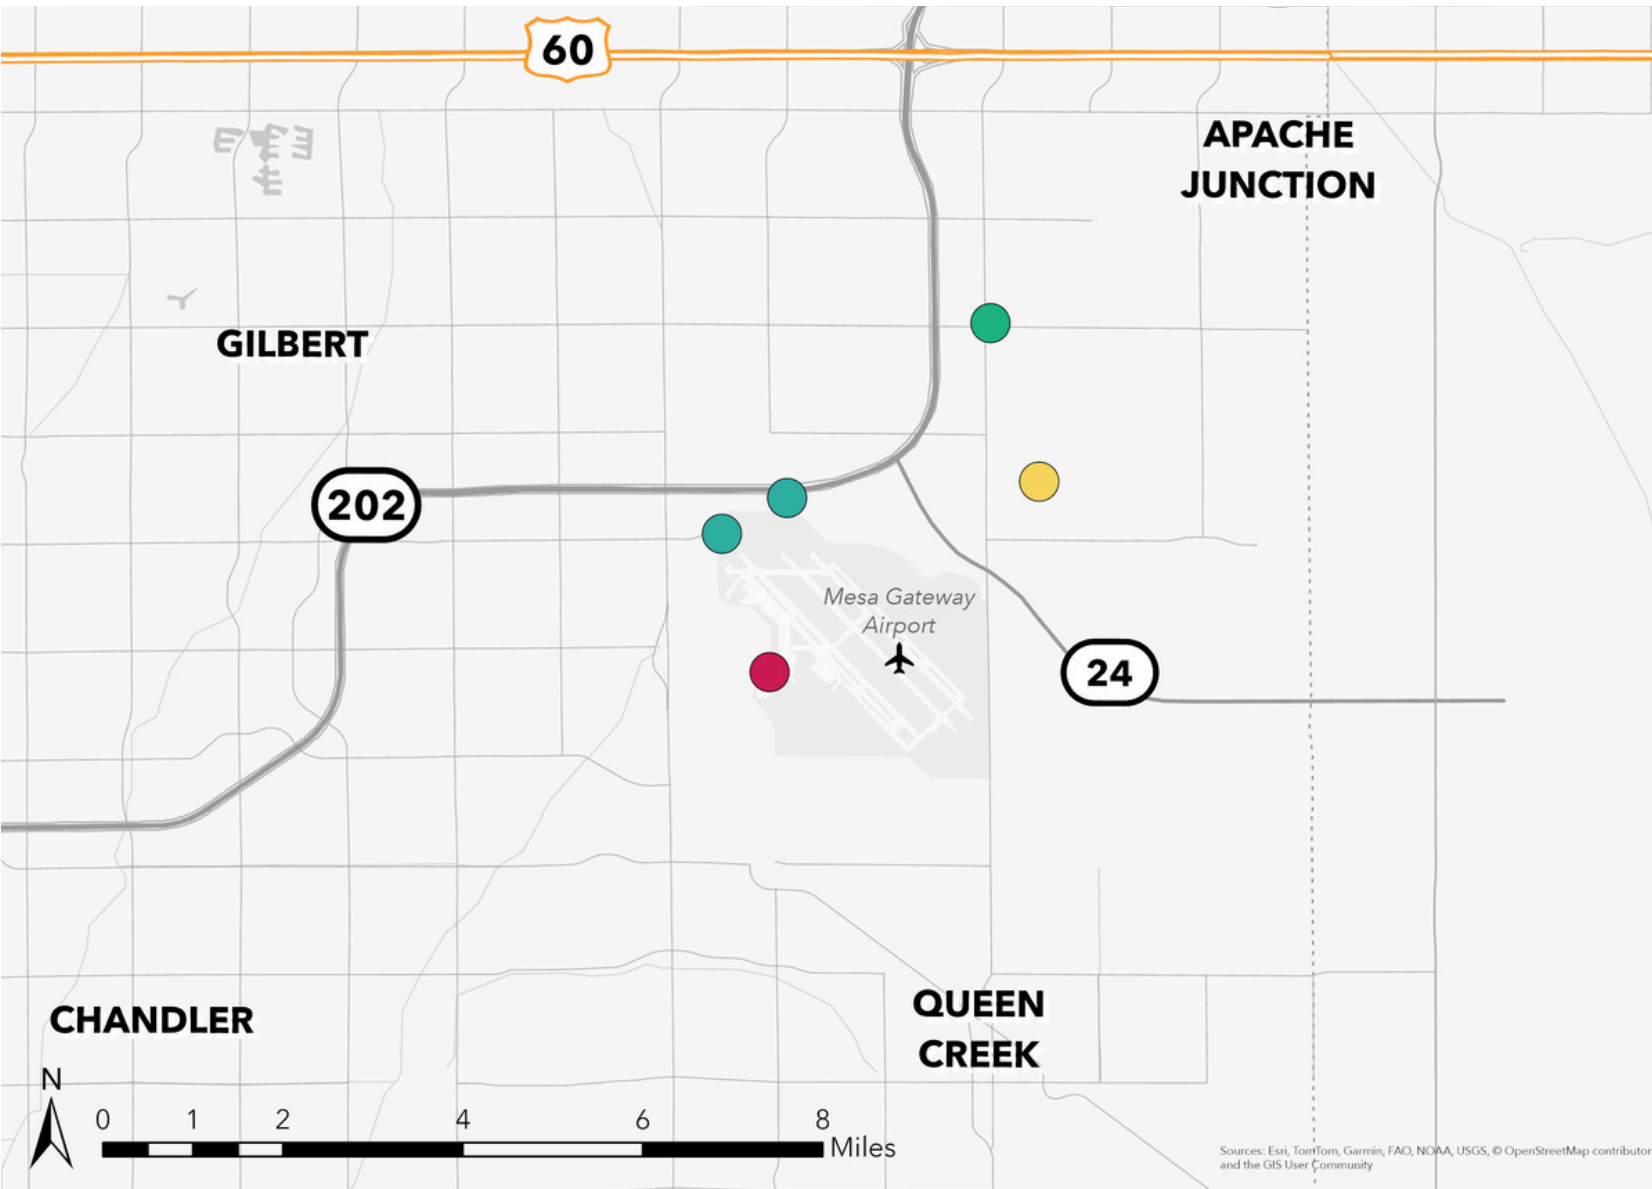 60
APACHE
JUNCTION
GILBERT
202
Mesa Gateway
Airport
24
QUEEN
CREEK
CHANDLER
N
0 1 2 4 6 8
Miles
Sources: Esri, TomTom, Garmin, FAO, NOAA, USGS, © OpenStreetMap contributor
and the GIS User Community